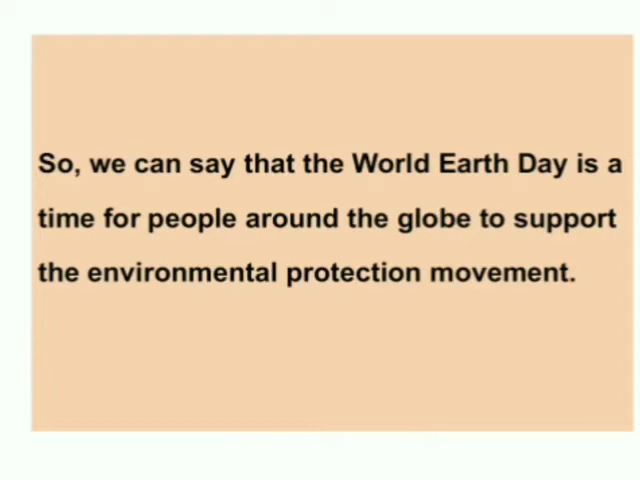 So, we can say that the World Earth Day is a
time for people around the globe to support
the environmental protection movement.